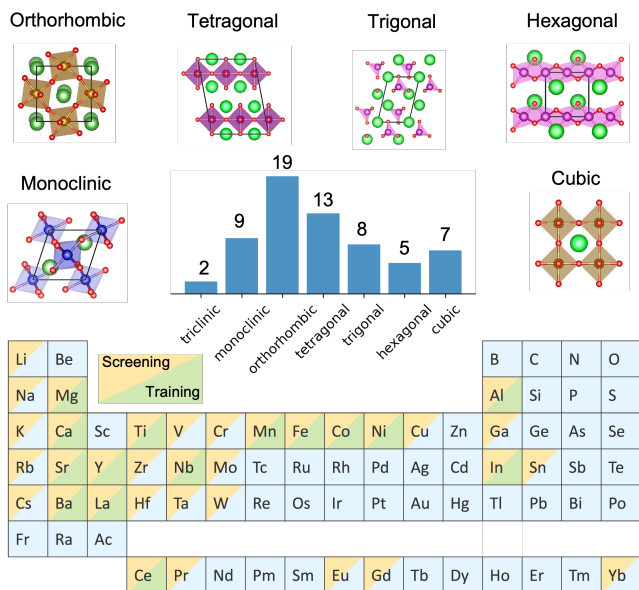 Orthorhombic Tetragonal Trigonal Hexagonal
Monoclinic Cubic
2 9 19 13 8 5 7
triclinic monoclinic orthorhombic tetragonal trigonal hexagonal cubic
Screening
Training
Li Be B C N O
Na Mg Al Si P S
K Ca Sc Ti V Cr Mn Fe Co Ni Cu Zn Ga Ge As Se
Rb Sr Y Zr Nb Mo Tc Ru Rh Pd Ag Cd In Sn Sb Te
Cs Ba La Hf Ta W Re Os Ir Pt Au Hg Tl Pb Bi Po
Fr Ra Ac
Ce Pr Nd Pm Sm Eu Gd Tb Dy Ho Er Tm Yb